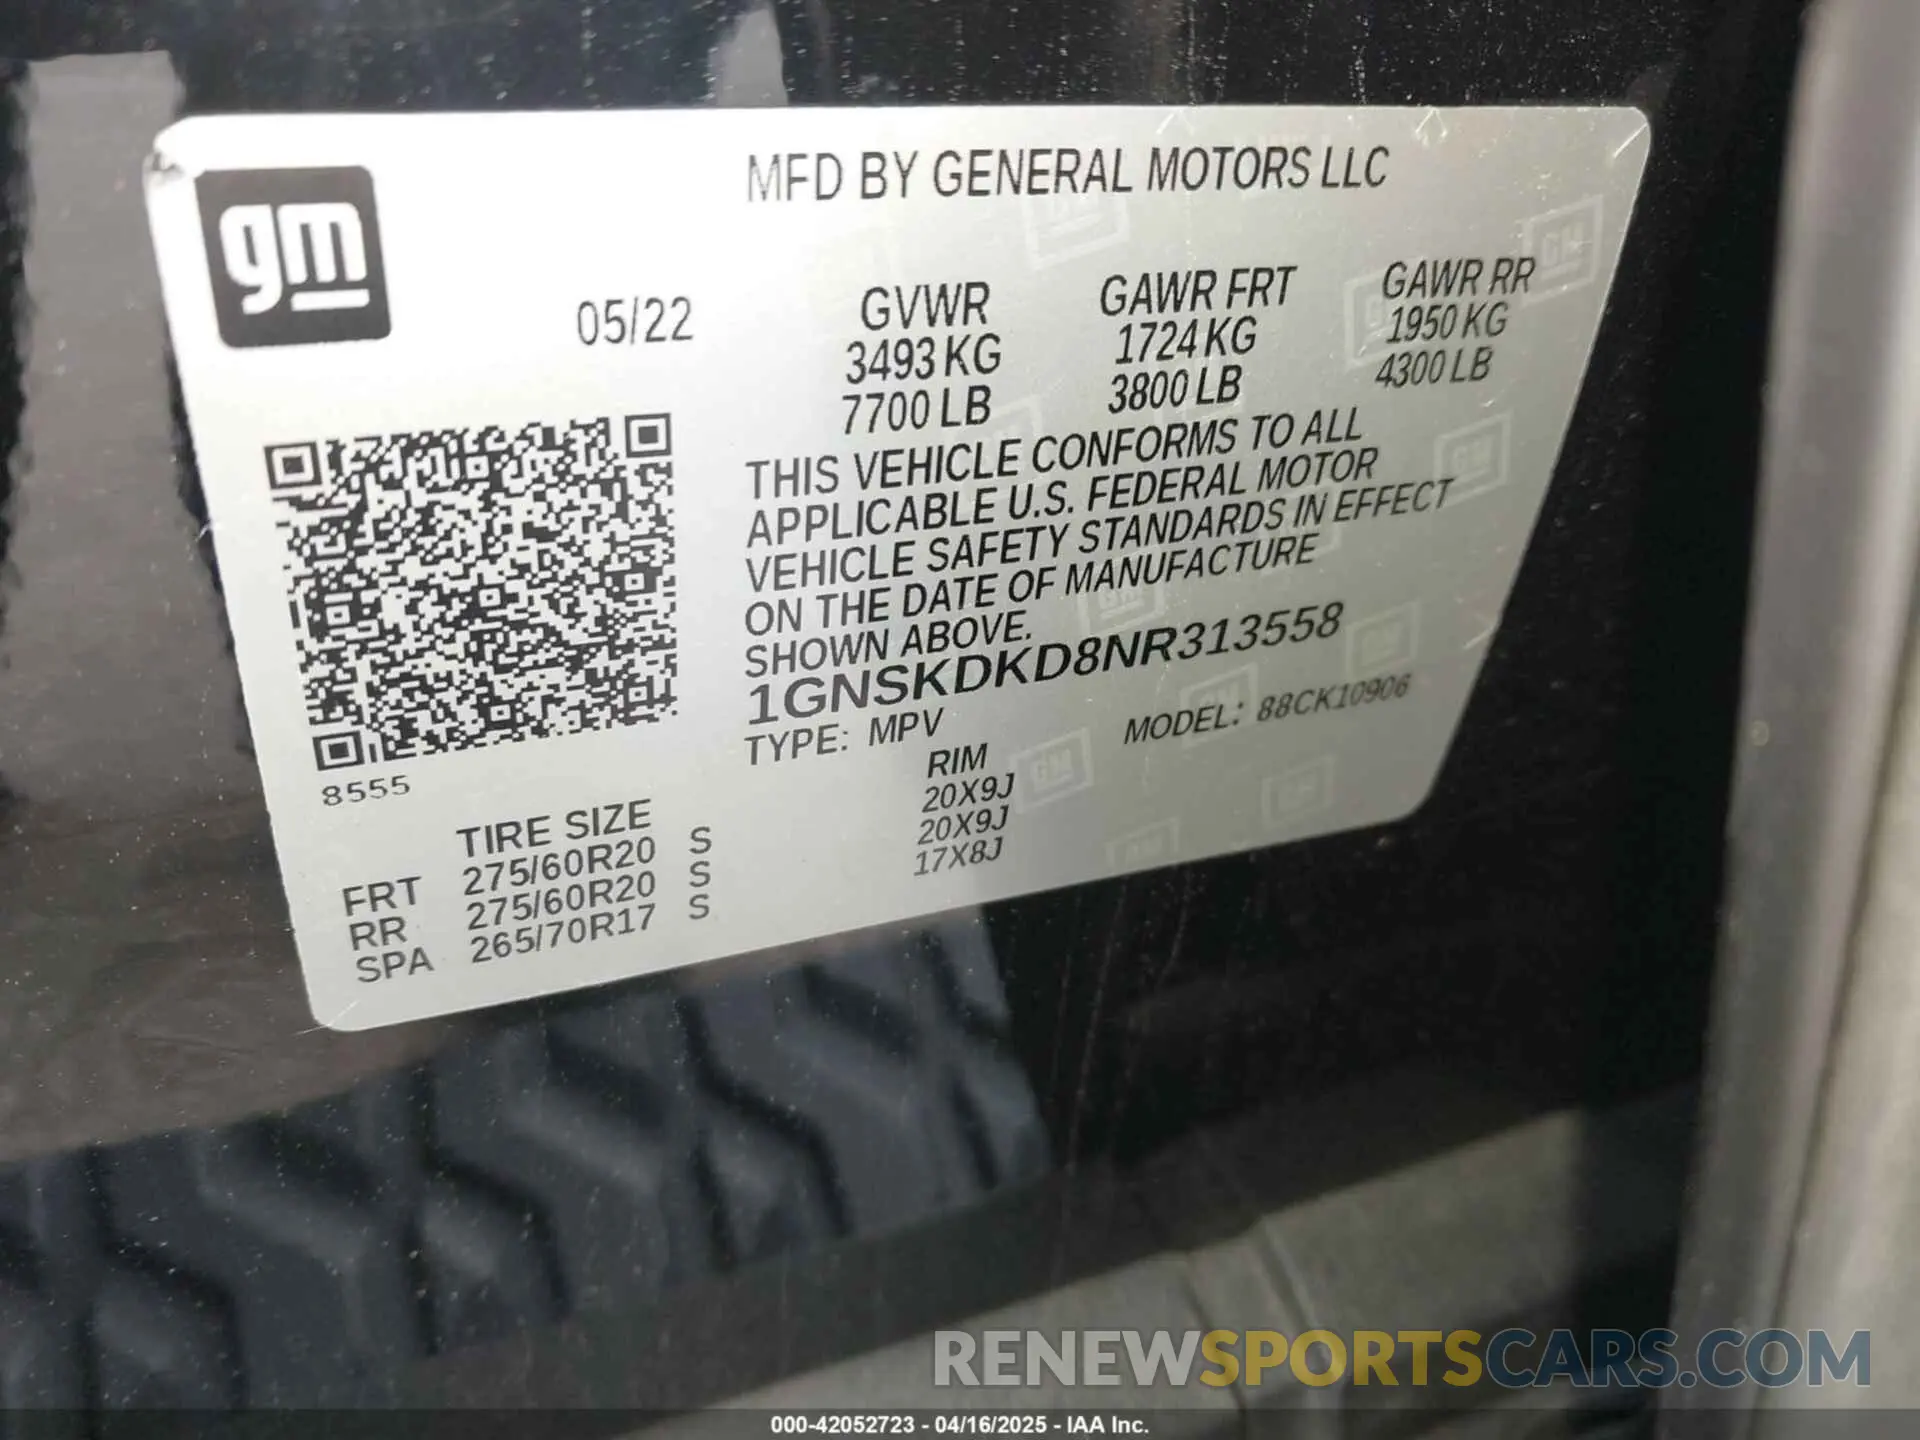 MFD BY GENERAL MOTORS LLC
gm
05/22
GVWR GAWR FRT GAWR RR
3493 KG 1724 KG 1950 KG
7700 LB 3800 LB 4300 LB
THIS VEHICLE CONFORMS TO ALL
APPLICABLE U.S. FEDERAL MOTOR
VEHICLE SAFETY STANDARDS IN EFFECT
ON THE DATE OF MANUFACTURE
SHOWN ABOVE.
1GNSKDKD8NR313558
TYPE: MPV MODEL: 88CK10906
8555
TIRE SIZE RIM
FRT 275/60R20 S 20X9J
RR 275/60R20 S 20X9J
SPA 265/70R17 S 17X8J
RENEWSPORTSCARS.COM
000-42052723 - 04/16/2025 - IAA Inc.